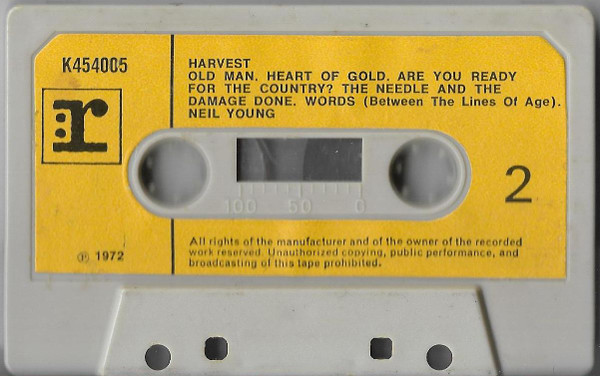 K454005
HARVEST
OLD MAN. HEART OF GOLD. ARE YOU READY
FOR THE COUNTRY? THE NEEDLE AND THE
DAMAGE DONE. WORDS (Between The Lines Of Age).
NEIL YOUNG
:r
2
100 50 0
All rights of the manufacturer and of the owner of the recorded
work reserved. Unauthorized copying, public performance, and
broadcasting of this tape prohibited.
℗ 1972